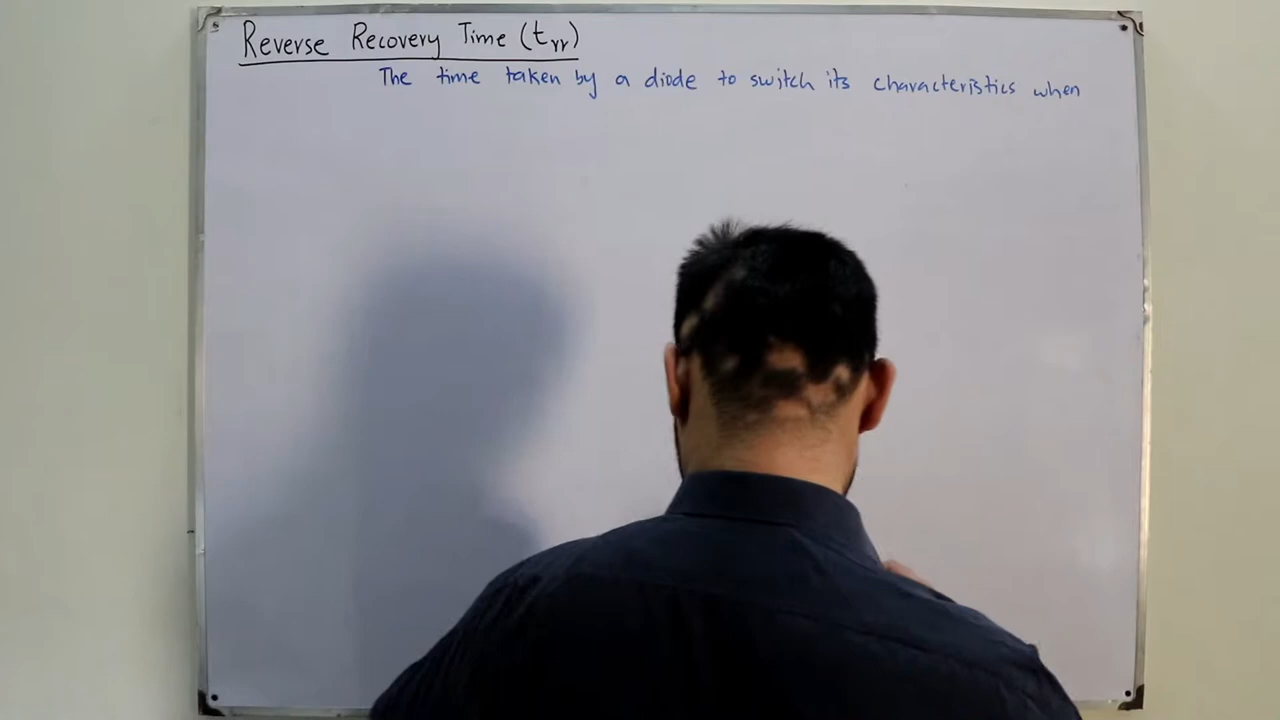 Reverse Recovery Time (trr)
The time taken by a diode to switch its characteristics when